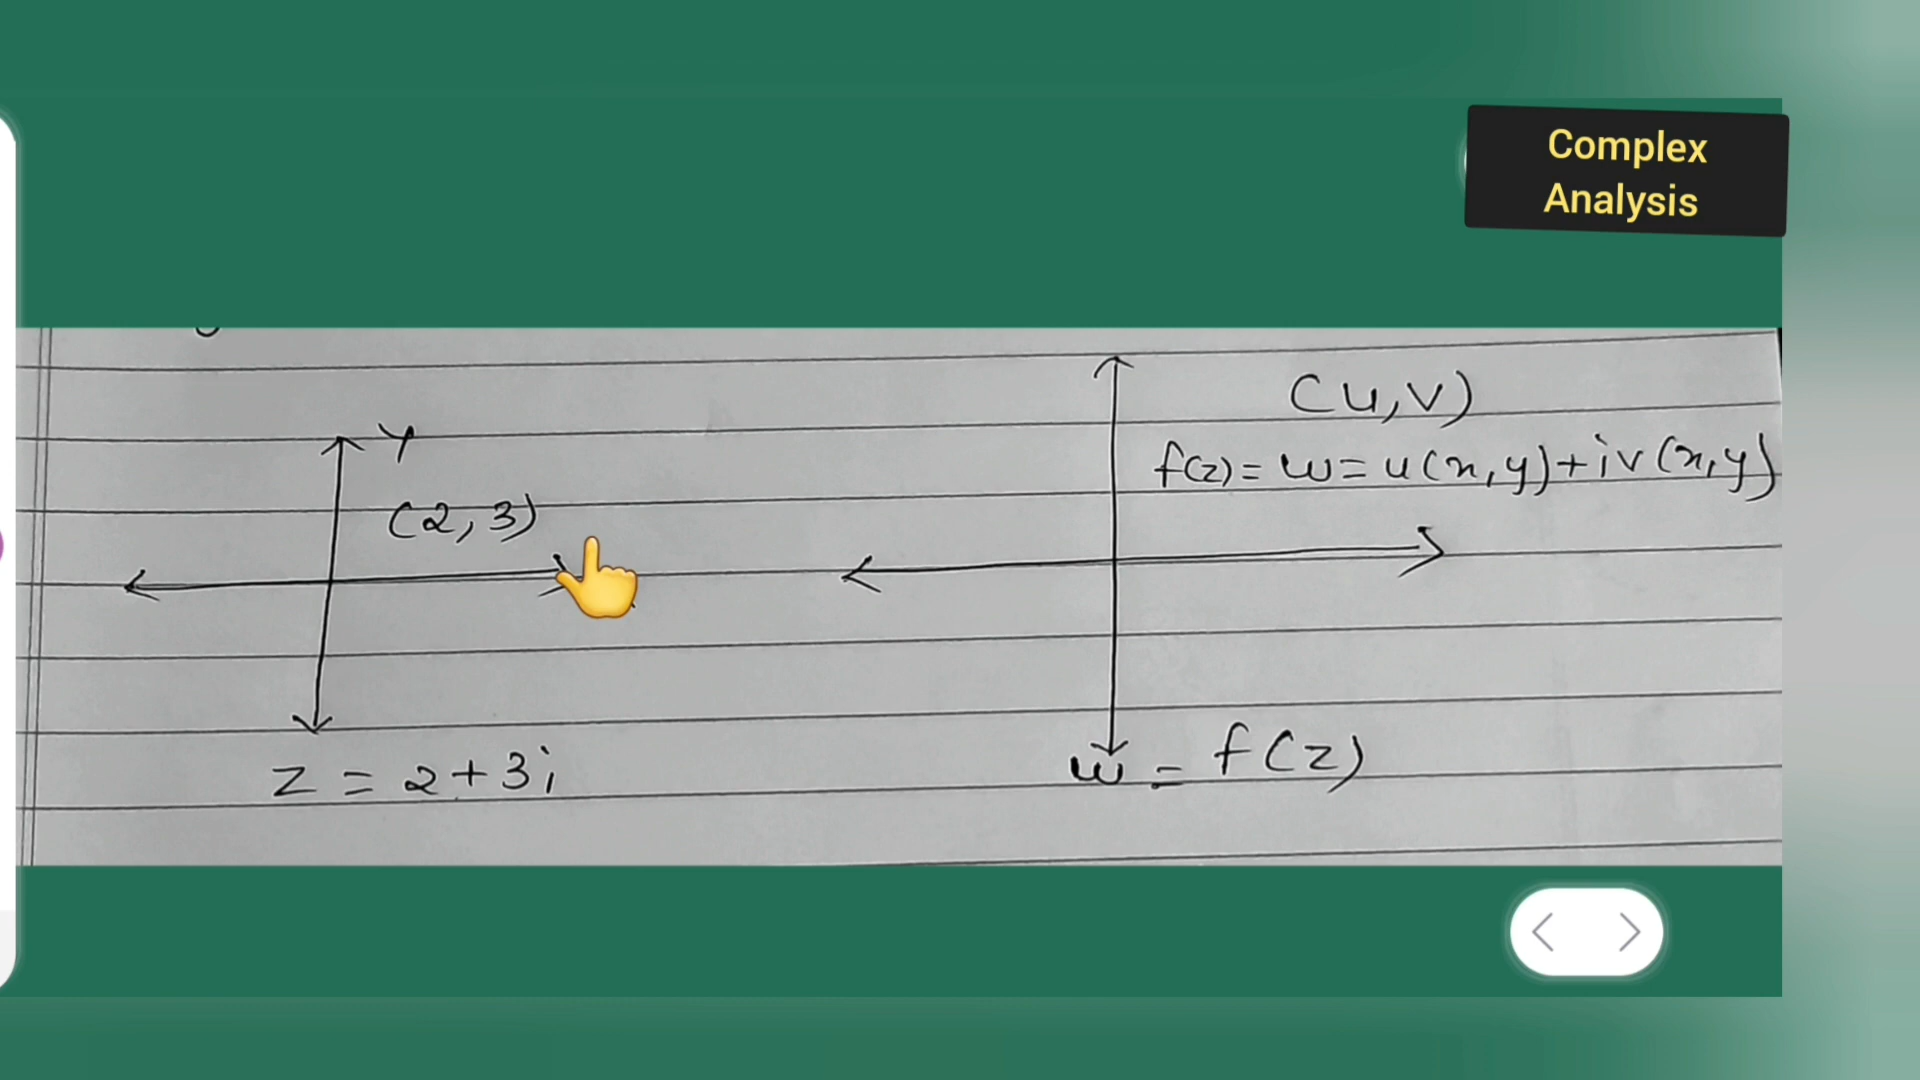 Complex
Analysis
Y
(2,3)
z = 2+3i
(u,v)
f(z) = w = u(x,y)+iv(x,y)
w = f(z)